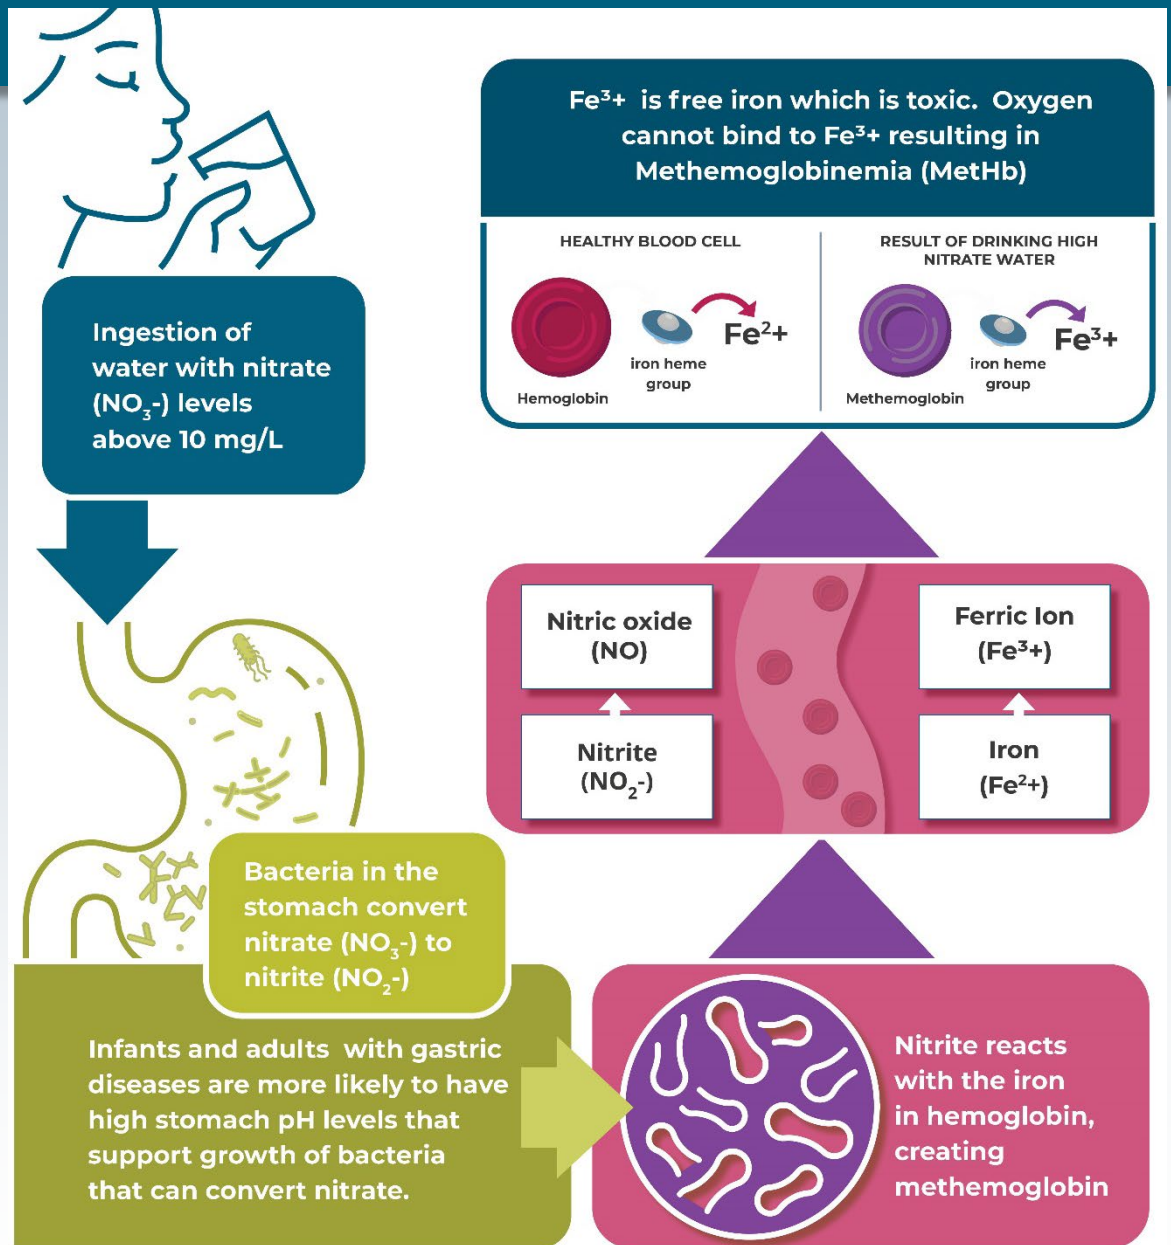 Ingestion of
water with nitrate
(NO₃-) levels
above 10 mg/L
Bacteria in the
stomach convert
nitrate (NO₃-) to
nitrite (NO₂-)
Infants and adults with gastric
diseases are more likely to have
high stomach pH levels that
support growth of bacteria
that can convert nitrate.
Nitrite reacts
with the iron
in hemoglobin,
creating
methemoglobin
Nitric oxide
(NO)
Nitrite
(NO₂-)
Ferric Ion
(Fe³+)
Iron
(Fe²+)
Fe³+ is free iron which is toxic. Oxygen
cannot bind to Fe³+ resulting in
Methemoglobinemia (MetHb)
HEALTHY BLOOD CELL
Fe²+
iron heme
group
Hemoglobin
RESULT OF DRINKING HIGH
NITRATE WATER
Fe³+
iron heme
group
Methemoglobin